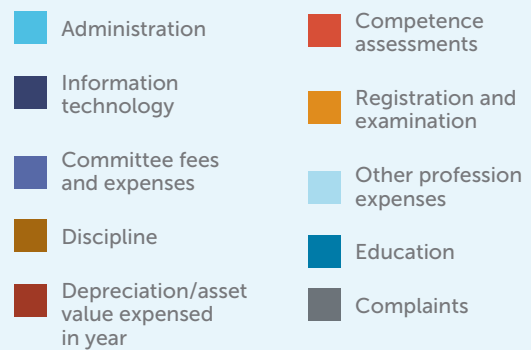 Administration
Information
technology
Committee fees
and expenses
Discipline
Depreciation/asset
value expensed
in year
Competence
assessments
Registration and
examination
Other profession
expenses
Education
Complaints